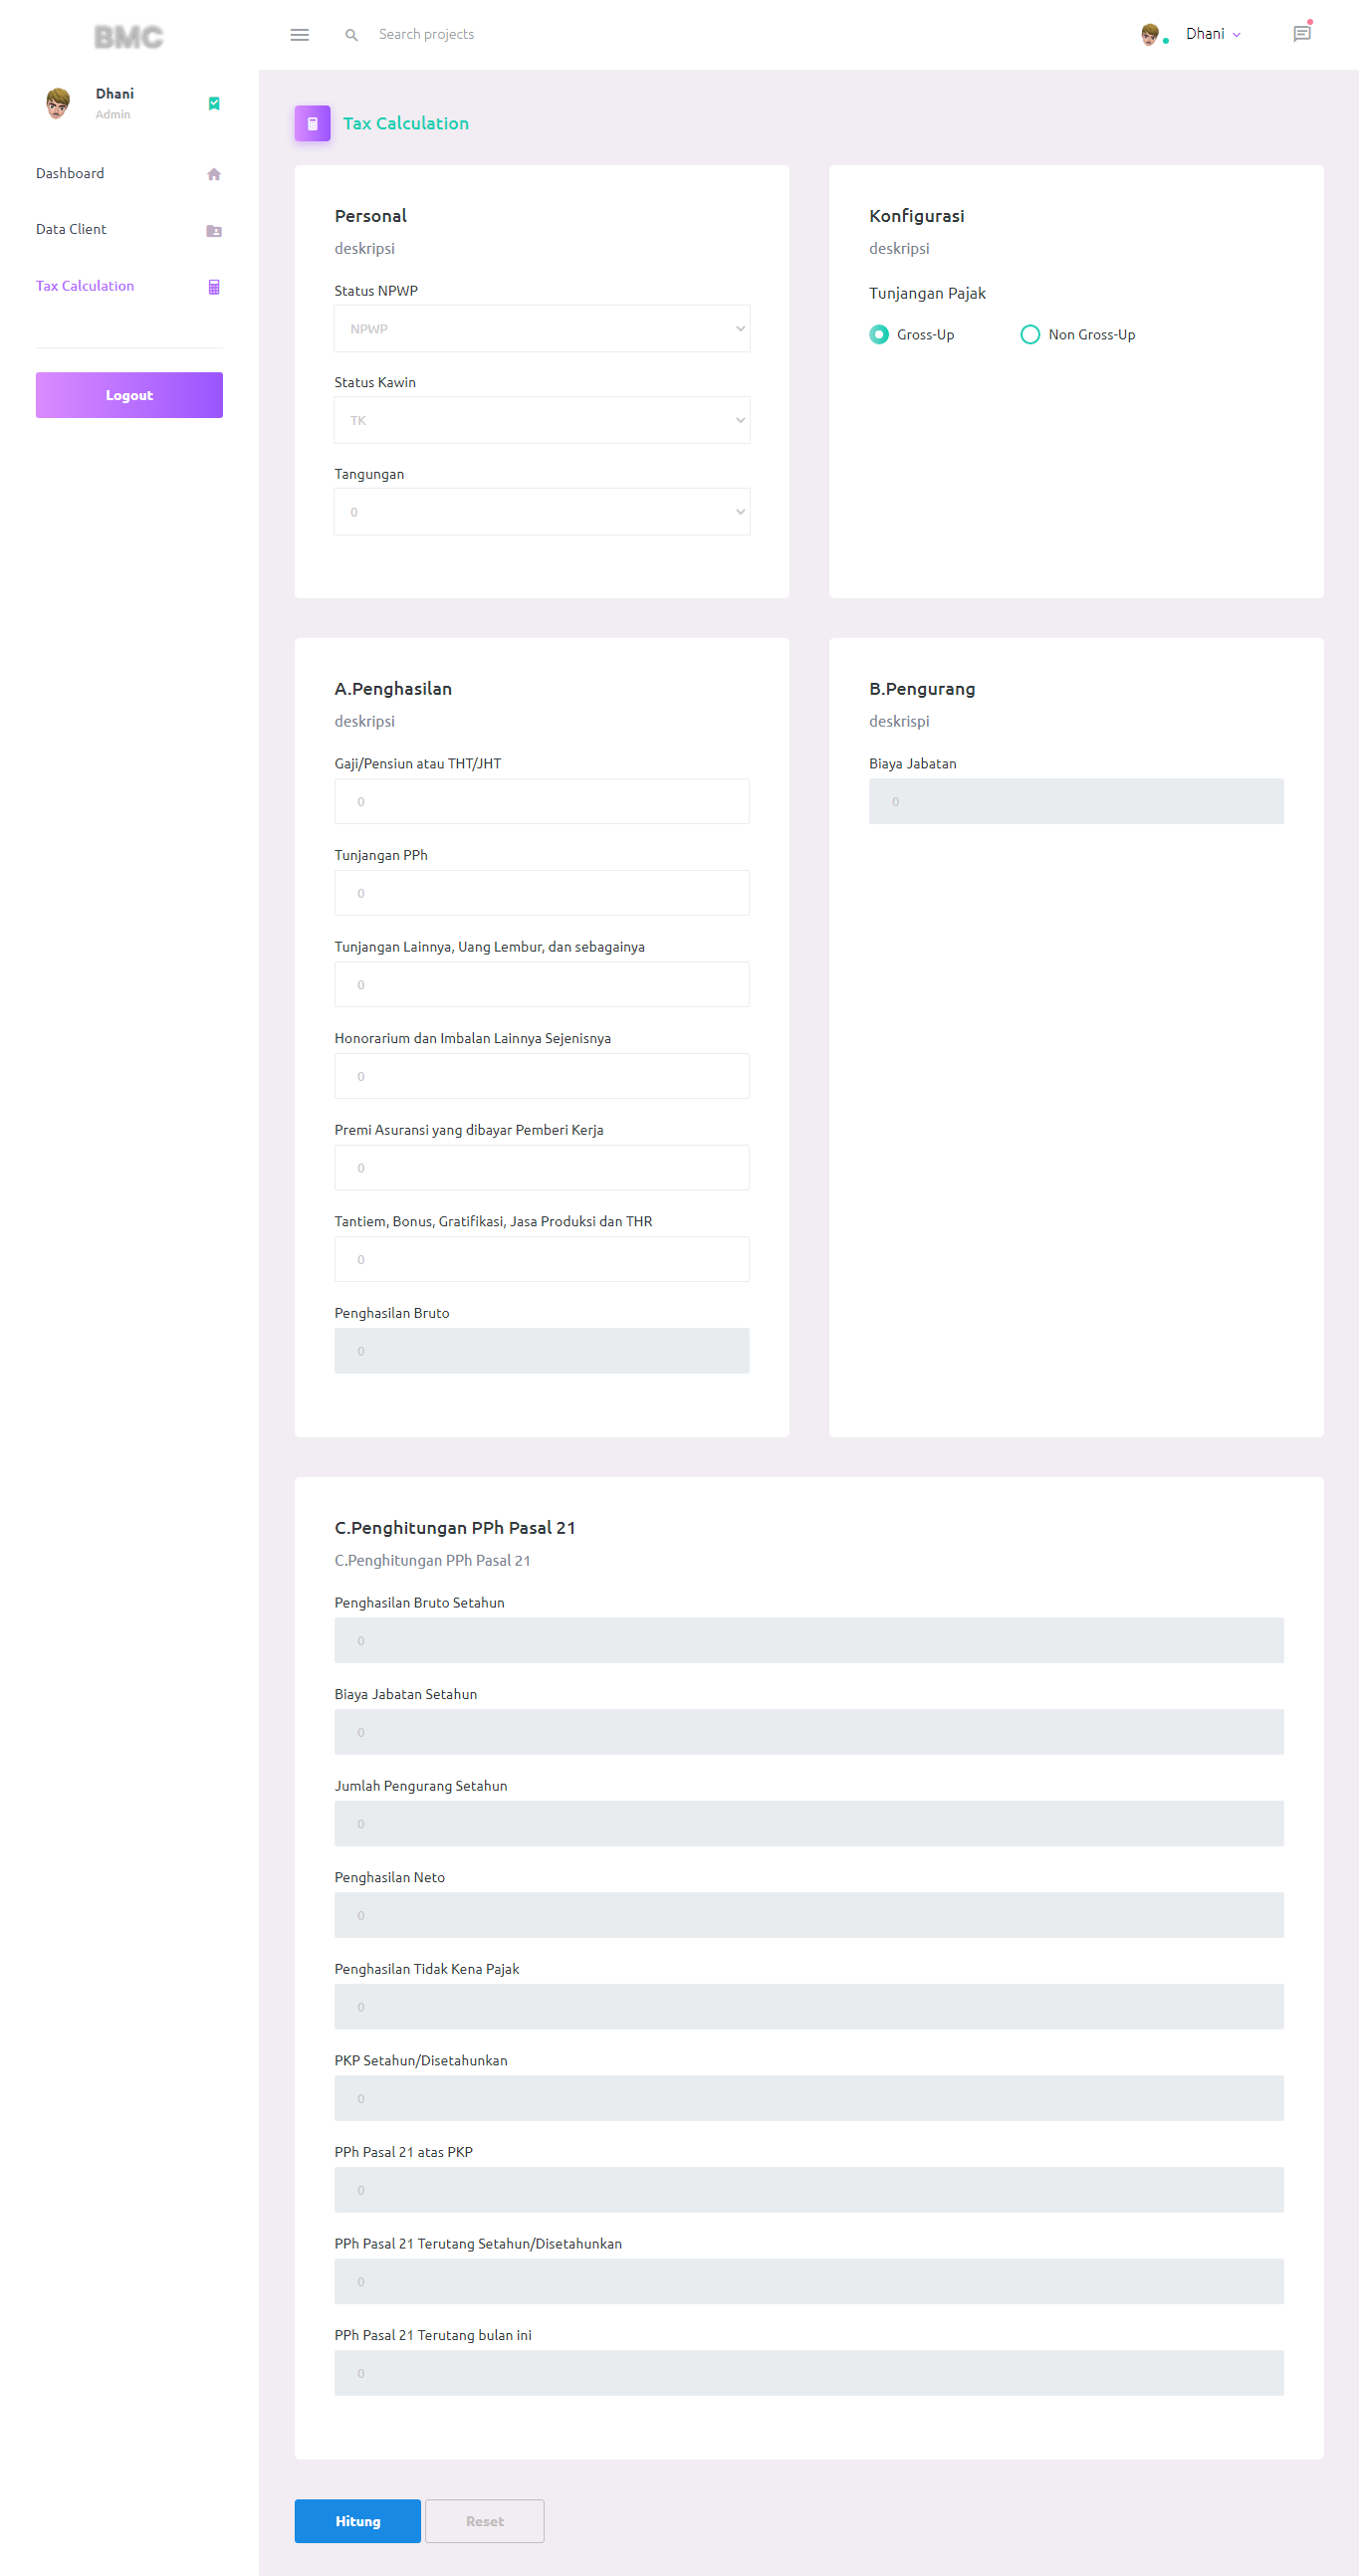 BMC
Search projects
Dhani
Dhani
Admin
Dashboard
Data Client
Tax Calculation
Logout
Tax Calculation
Personal
deskripsi
Status NPWP
NPWP
Status Kawin
TK
Tangungan
0
Konfigurasi
deskripsi
Tunjangan Pajak
Gross-Up Non Gross-Up
A.Penghasilan
deskripsi
Gaji/Pensiun atau THT/JHT
0
Tunjangan PPh
0
Tunjangan Lainnya, Uang Lembur, dan sebagainya
0
Honorarium dan Imbalan Lainnya Sejenisnya
0
Premi Asuransi yang dibayar Pemberi Kerja
0
Tantiem, Bonus, Gratifikasi, Jasa Produksi dan THR
0
Penghasilan Bruto
0
B.Pengurang
deskrispi
Biaya Jabatan
0
C.Penghitungan PPh Pasal 21
C.Penghitungan PPh Pasal 21
Penghasilan Bruto Setahun
0
Biaya Jabatan Setahun
0
Jumlah Pengurang Setahun
0
Penghasilan Neto
0
Penghasilan Tidak Kena Pajak
0
PKP Setahun/Disetahunkan
0
PPh Pasal 21 atas PKP
0
PPh Pasal 21 Terutang Setahun/Disetahunkan
0
PPh Pasal 21 Terutang bulan ini
0
Hitung
Reset